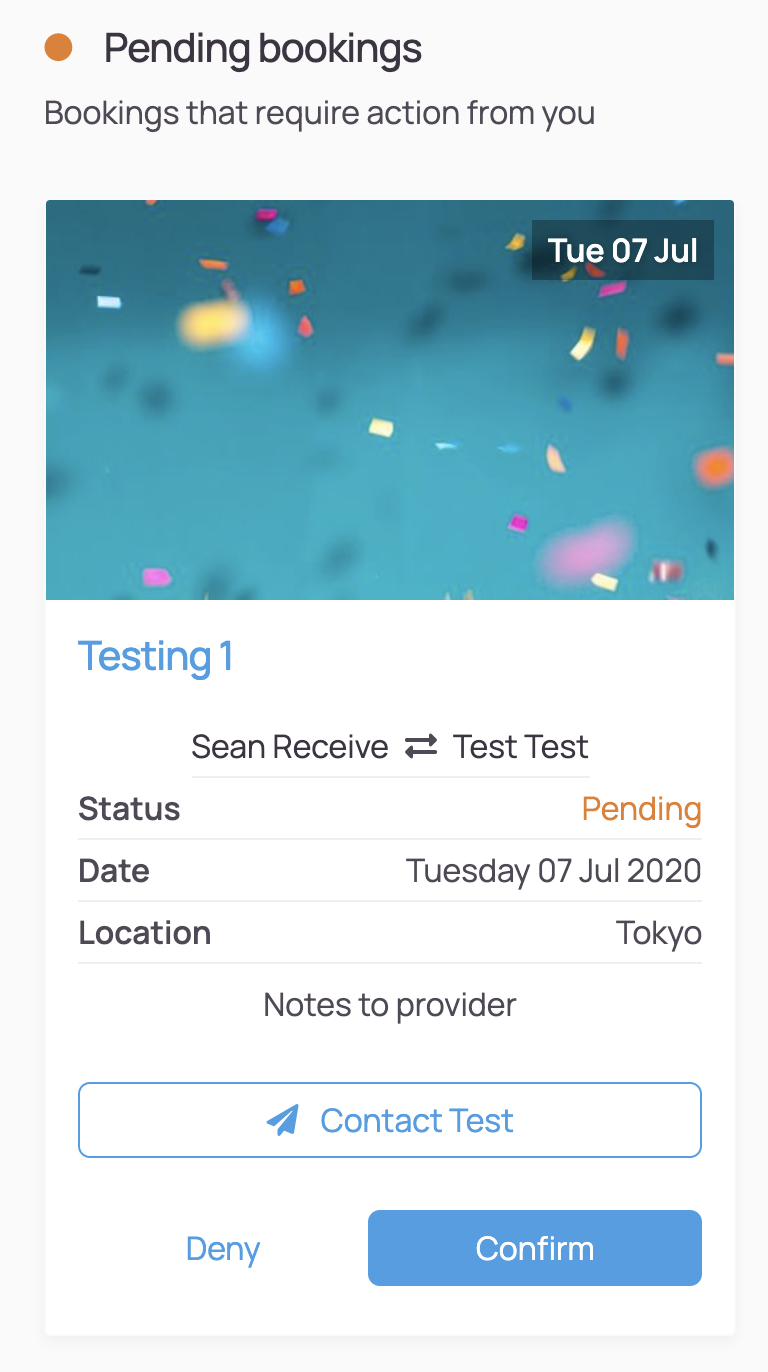 Pending bookings
Bookings that require action from you
Tue 07 Jul
Testing 1
Sean Receive Test Test
Status Pending
Date Tuesday 07 Jul 2020
Location Tokyo
Notes to provider
Contact Test
Deny Confirm